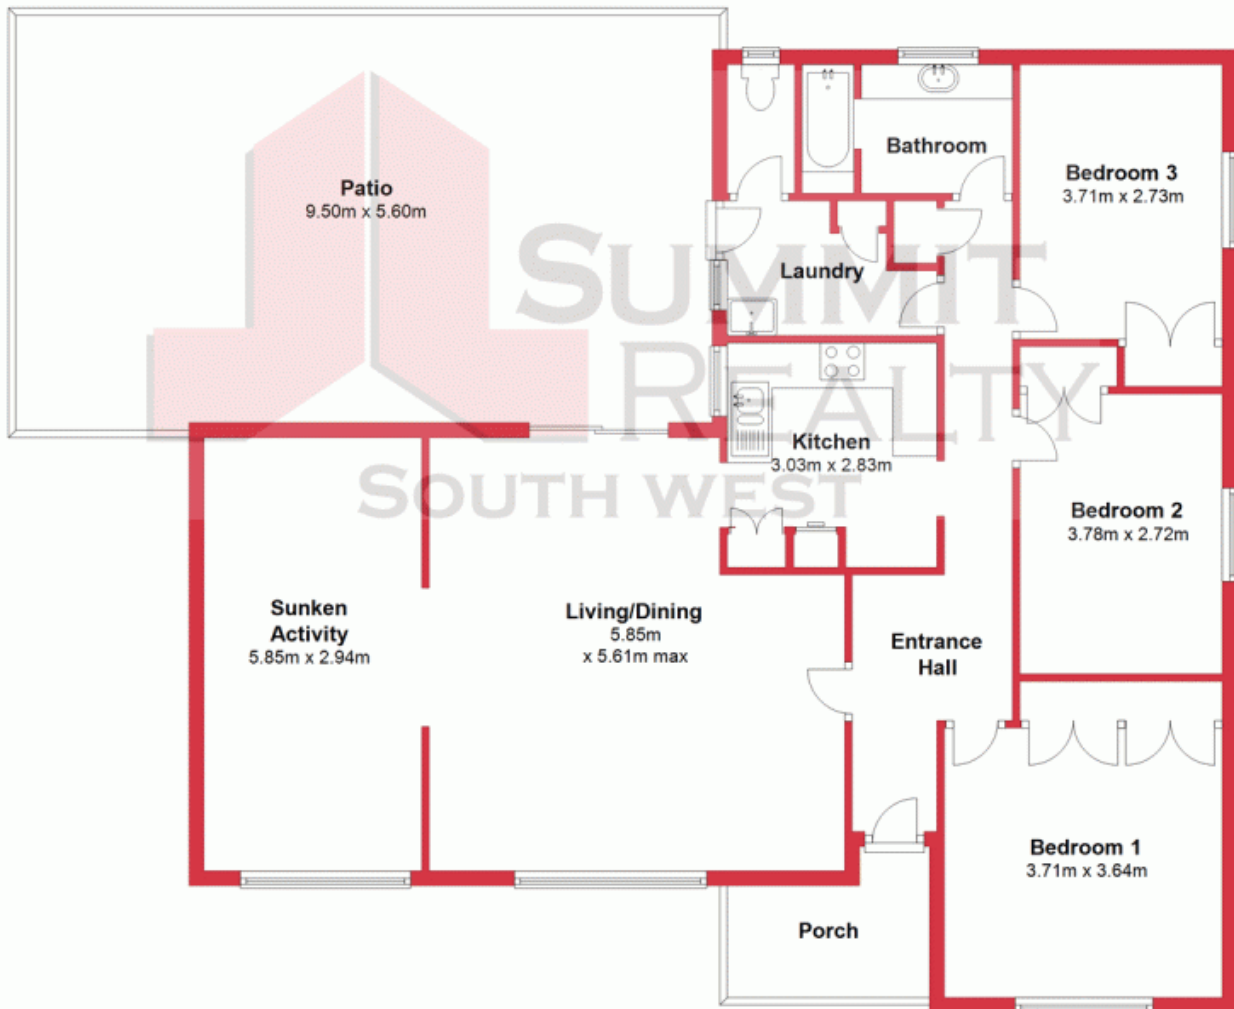 Patio
9.50m x 5.60m
Bathroom
Bedroom 3
3.71m x 2.73m
SUMMIT
Laundry
REALTY
Kitchen
3.03m x 2.83m
SOUTH WEST
Bedroom 2
3.78m x 2.72m
Sunken
Activity
5.85m x 2.94m
Living/Dining
5.85m
x 5.61m max
Entrance
Hall
Bedroom 1
3.71m x 3.64m
Porch